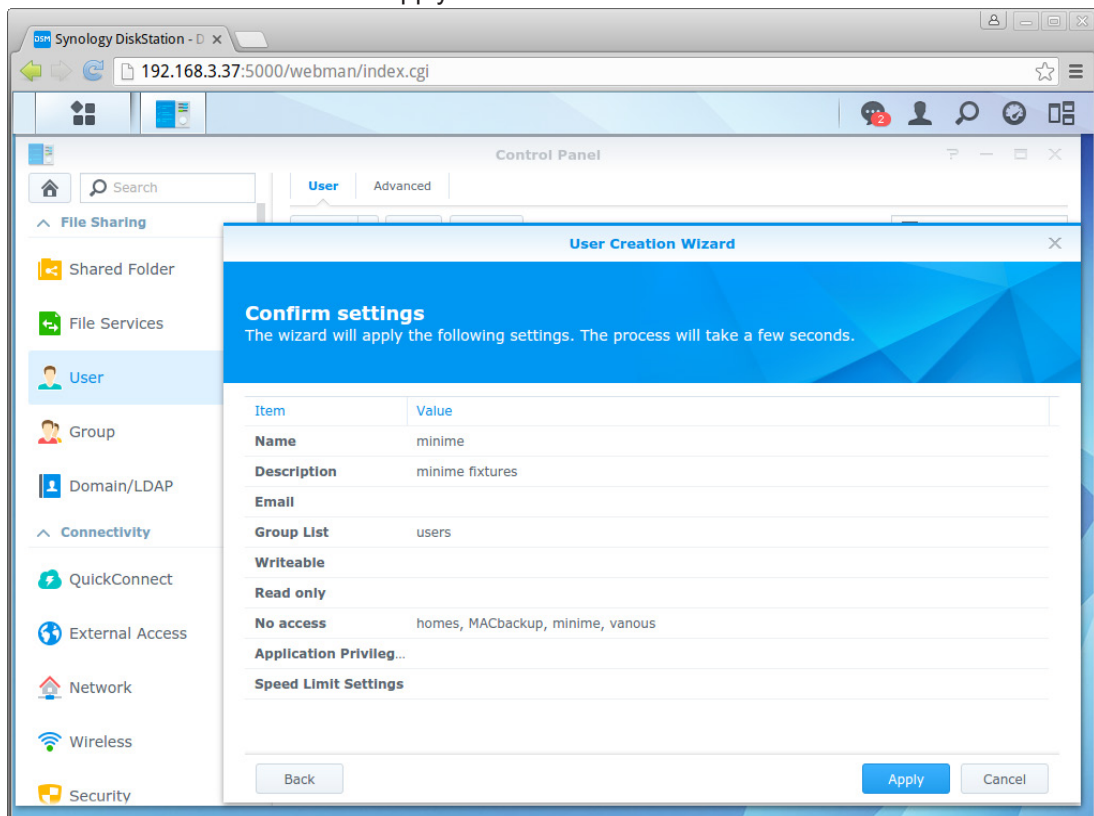 Apply
Synology DiskStation - D
192.168.3.37:5000/webman/index.cgi
2
Control Panel
Search
User Advanced
File Sharing
User Creation Wizard
Shared Folder
Confirm settings
The wizard will apply the following settings. The process will take a few seconds.
File Services
User
Item Value
Group
Name minime
Description minime fixtures
Domain/LDAP
Email
Connectivity
Group List users
Writeable
QuickConnect
Read only
No access homes, MACbackup, minime, vanous
External Access
Application Privileg...
Network
Speed Limit Settings
Wireless
Back Apply Cancel
Security